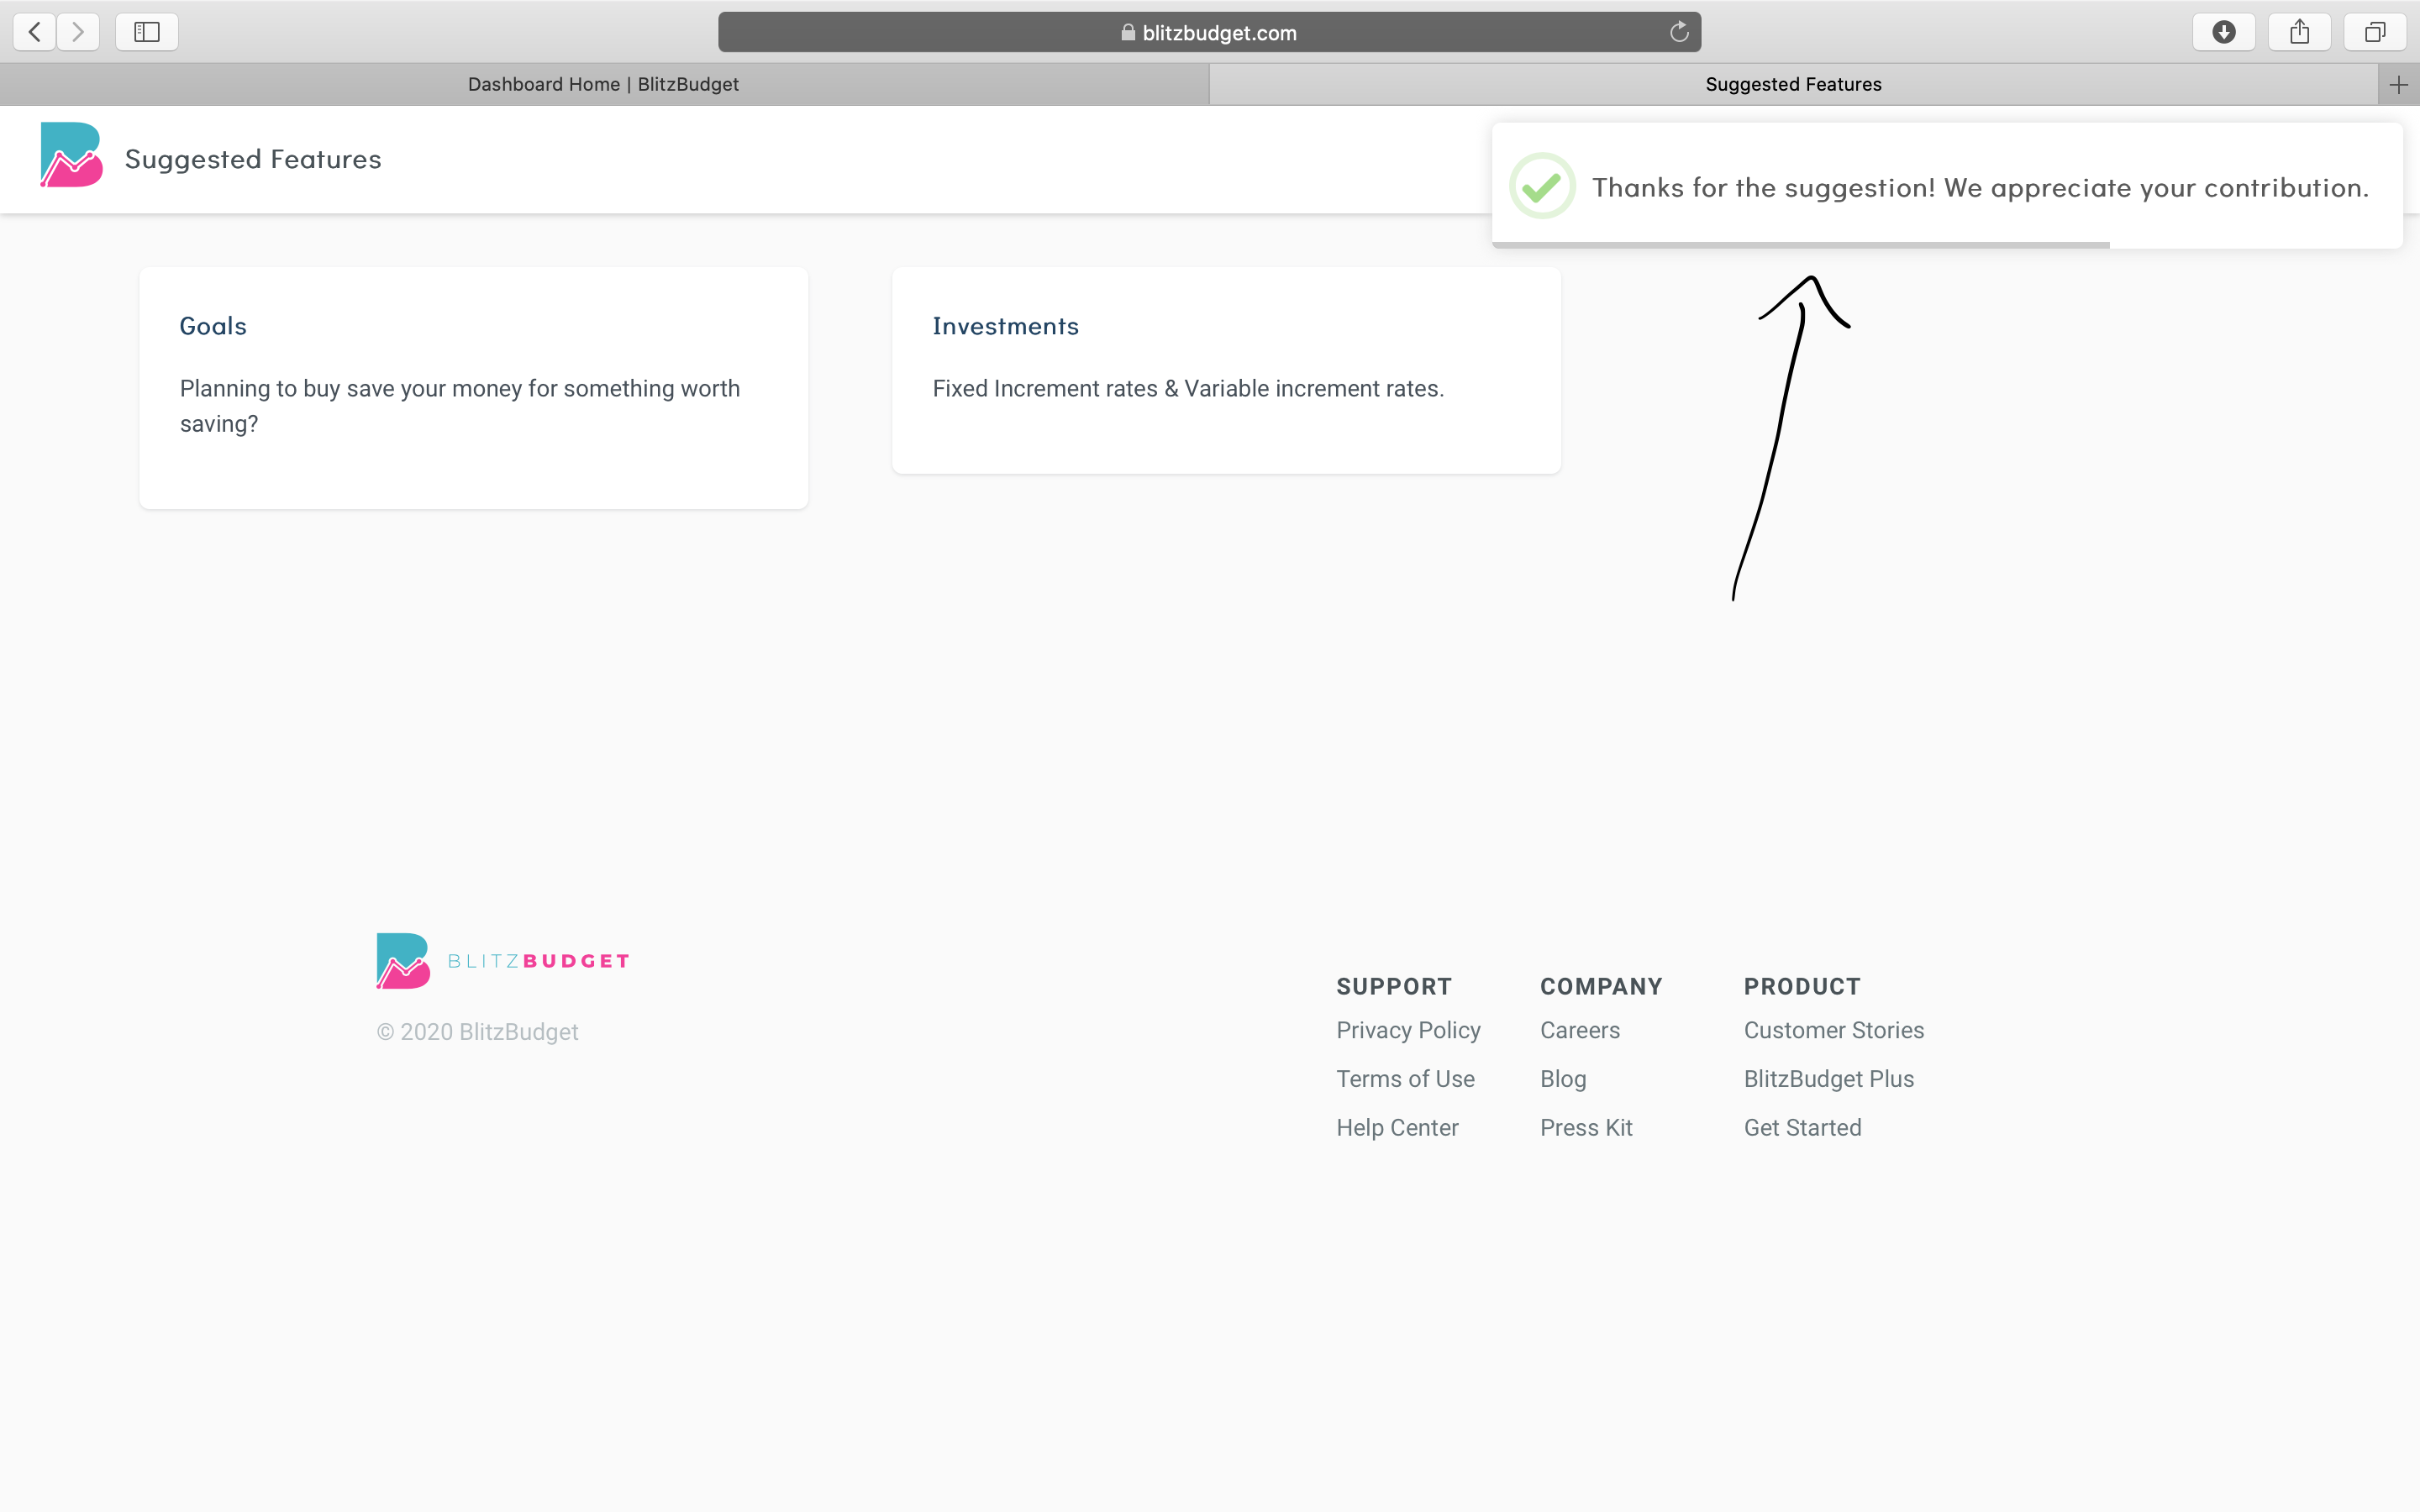 blitzbudget.com
Dashboard Home | BlitzBudget
Suggested Features
Suggested Features
Thanks for the suggestion! We appreciate your contribution.
Goals
Planning to buy save your money for something worth
saving?
Investments
Fixed Increment rates & Variable increment rates.
BLITZBUDGET
© 2020 BlitzBudget
SUPPORT
Privacy Policy
Terms of Use
Help Center
COMPANY
Careers
Blog
Press Kit
PRODUCT
Customer Stories
BlitzBudget Plus
Get Started